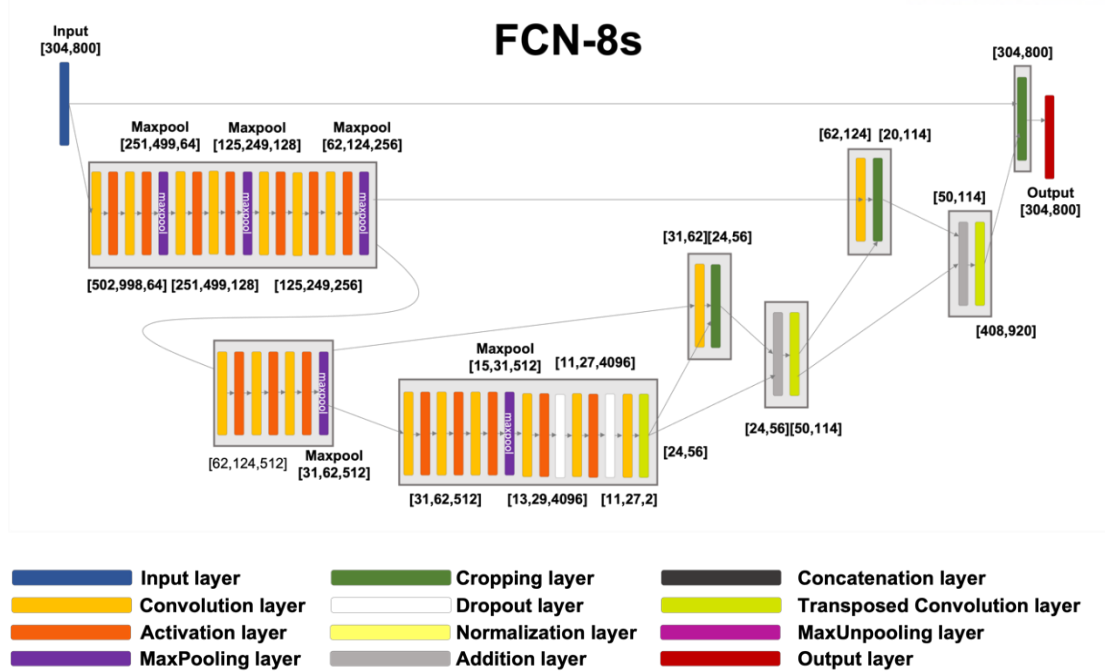 FCN-8s
Input
[304,800]
[304,800]
Maxpool
[251,499,64]
Maxpool
[125,249,128]
Maxpool
[62,124,256]
maxpool
maxpool
maxpool
[502,998,64]
[251,499,128]
[125,249,256]
[62,124]
[20,114]
Output
[304,800]
[50,114]
[408,920]
[31,62]
[24,56]
[24,56]
[50,114]
maxpool
[62,124,512]
Maxpool
[31,62,512]
Maxpool
[15,31,512]
[11,27,4096]
maxpool
[24,56]
[31,62,512]
[13,29,4096]
[11,27,2]
Input layer
Cropping layer
Concatenation layer
Convolution layer
Dropout layer
Transposed Convolution layer
Activation layer
Normalization layer
MaxUnpooling layer
MaxPooling layer
Addition layer
Output layer